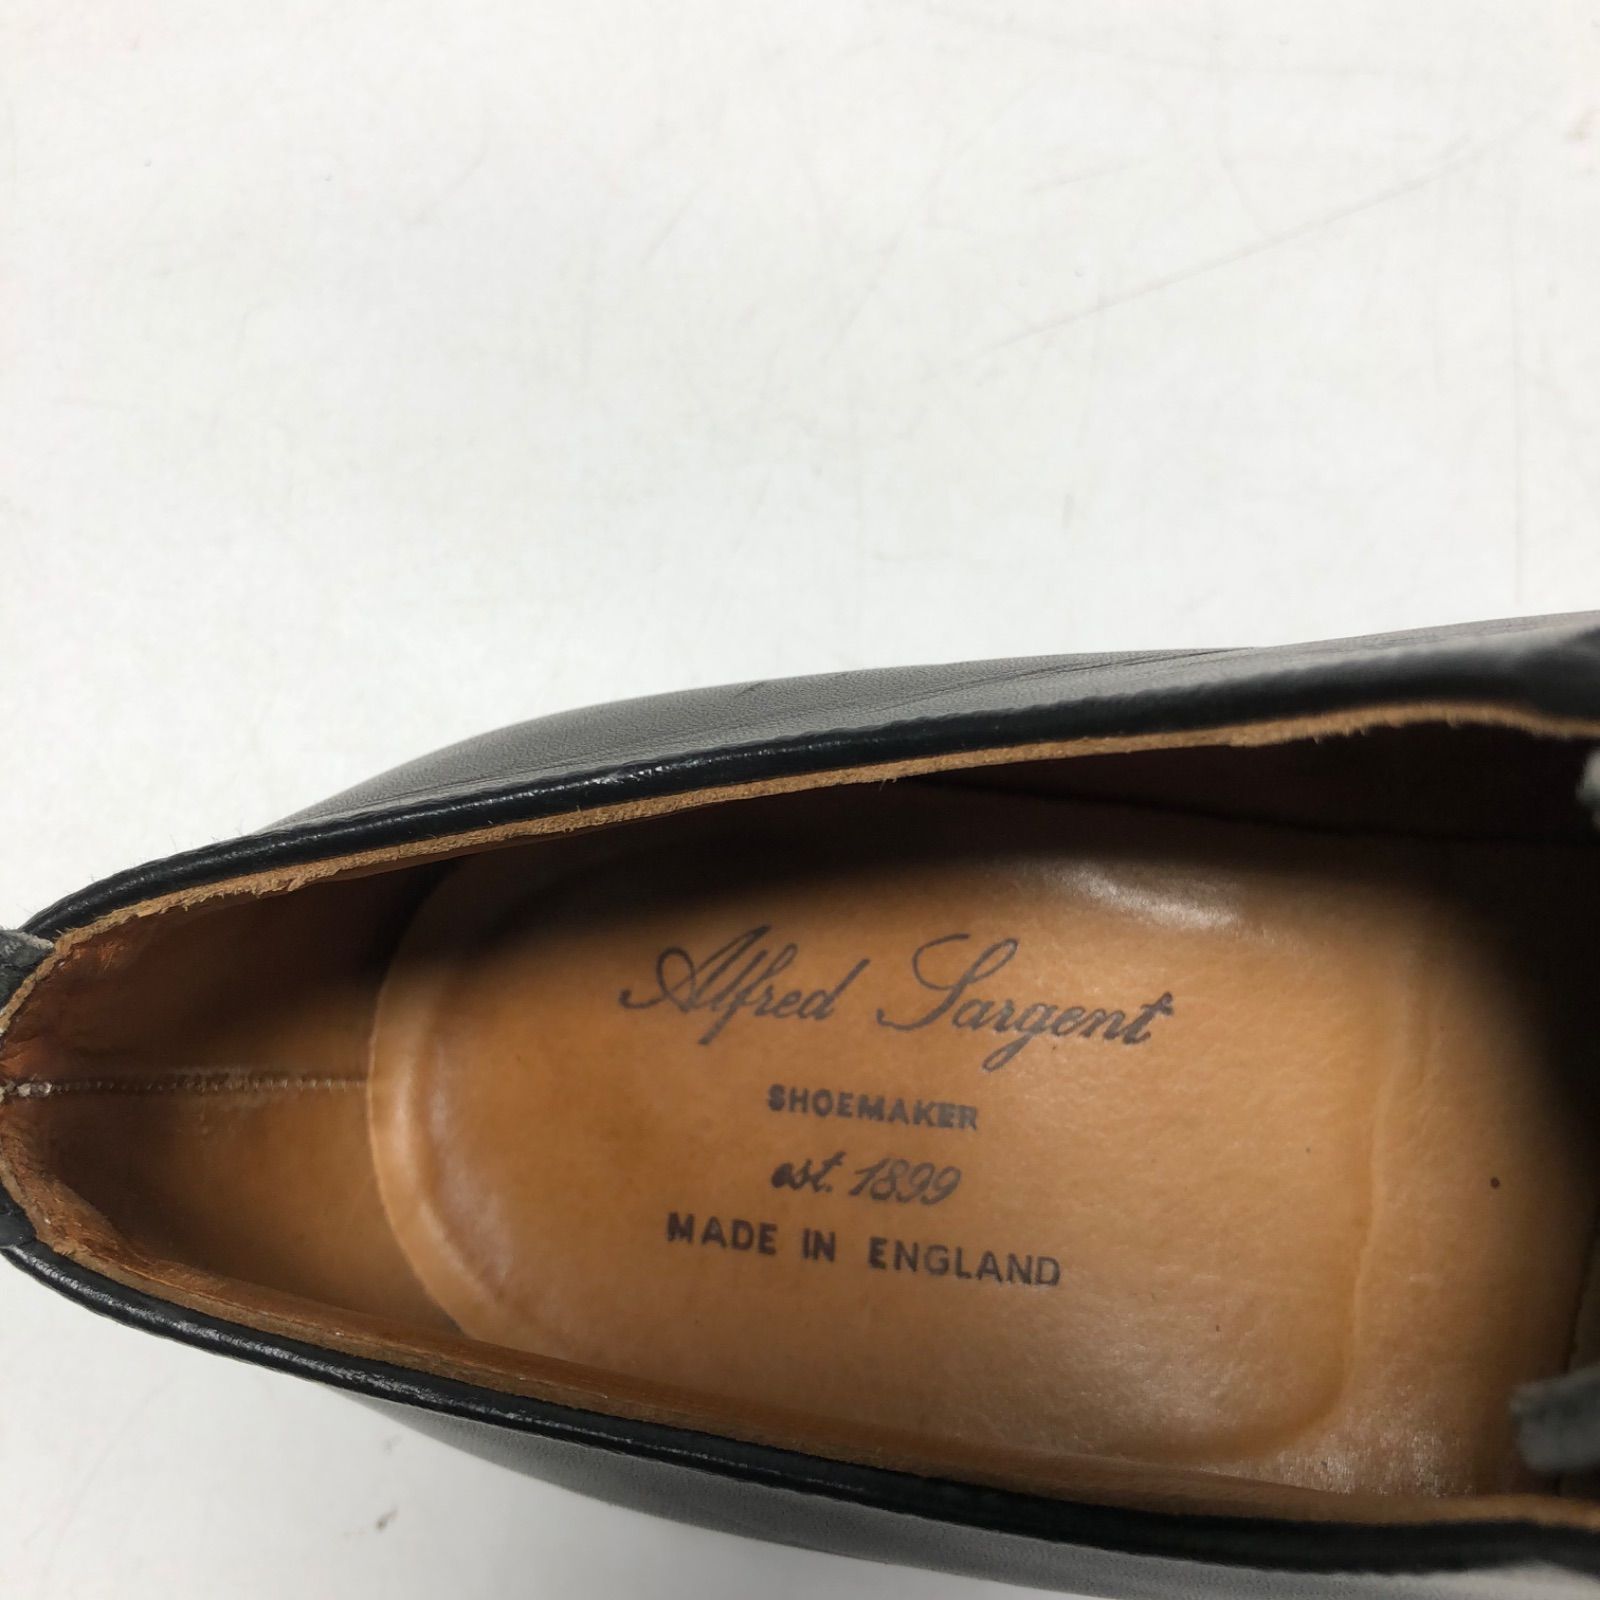 Alfred Sargent
SHOEMAKER
est. 1899
MADE IN ENGLAND